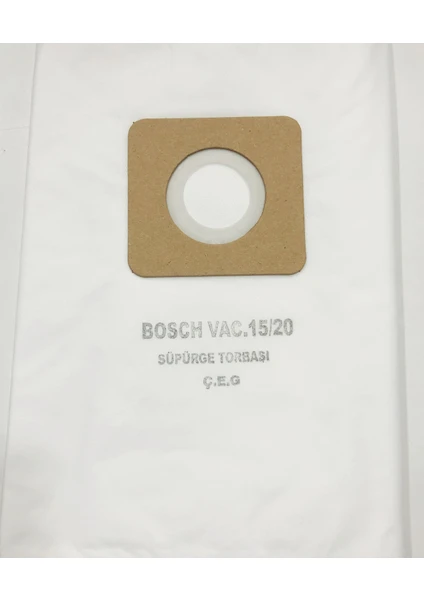 BOSCH VAC.15/20
SÜPÜRGE TORBASI
Ç.E.G